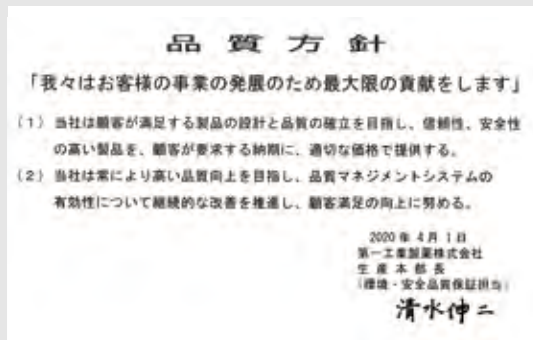 品質方針
「我々はお客様の事業の発展のため最大限の貢献をします」
(1) 当社は顧客が満足する製品の設計と品質の確立を目指し、信頼性、安全性
の高い製品を、顧客が要求する納期に、適切な価格で提供する。
(2) 当社は常により高い品質向上を目指し、品質マネジメントシステムの
有効性について継続的な改善を推進し、顧客満足の向上に努める。
2020年4月1日
第一工業製薬株式会社
生産本部長
(環境・安全品質保証担当)
清水伸二